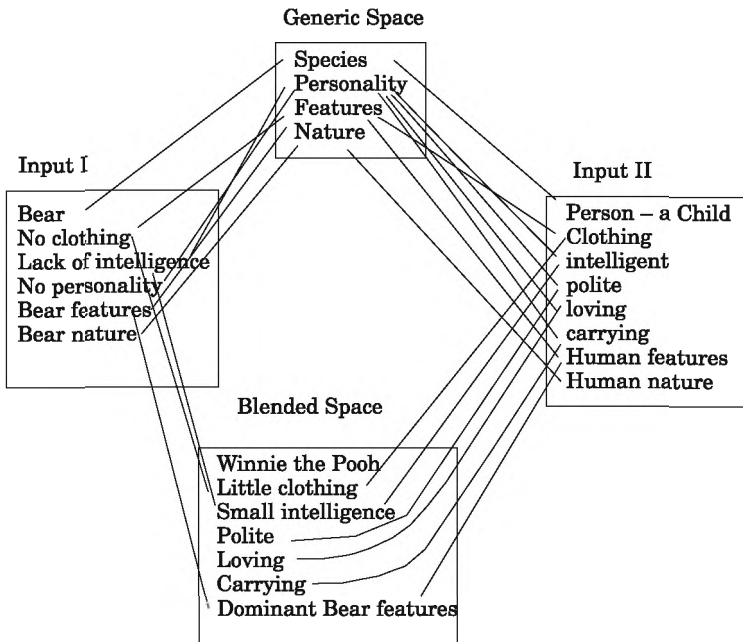 Generic Space
Species
Personality
Features
Nature
Input I
Bear
No clothing
Lack of intelligence
No personality
Bear features
Bear nature
Input II
Person – a Child
Clothing
intelligent
polite
loving
carrying
Human features
Human nature
Blended Space
Winnie the Pooh
Little clothing
Small intelligence
Polite
Loving
Carrying
Dominant Bear features